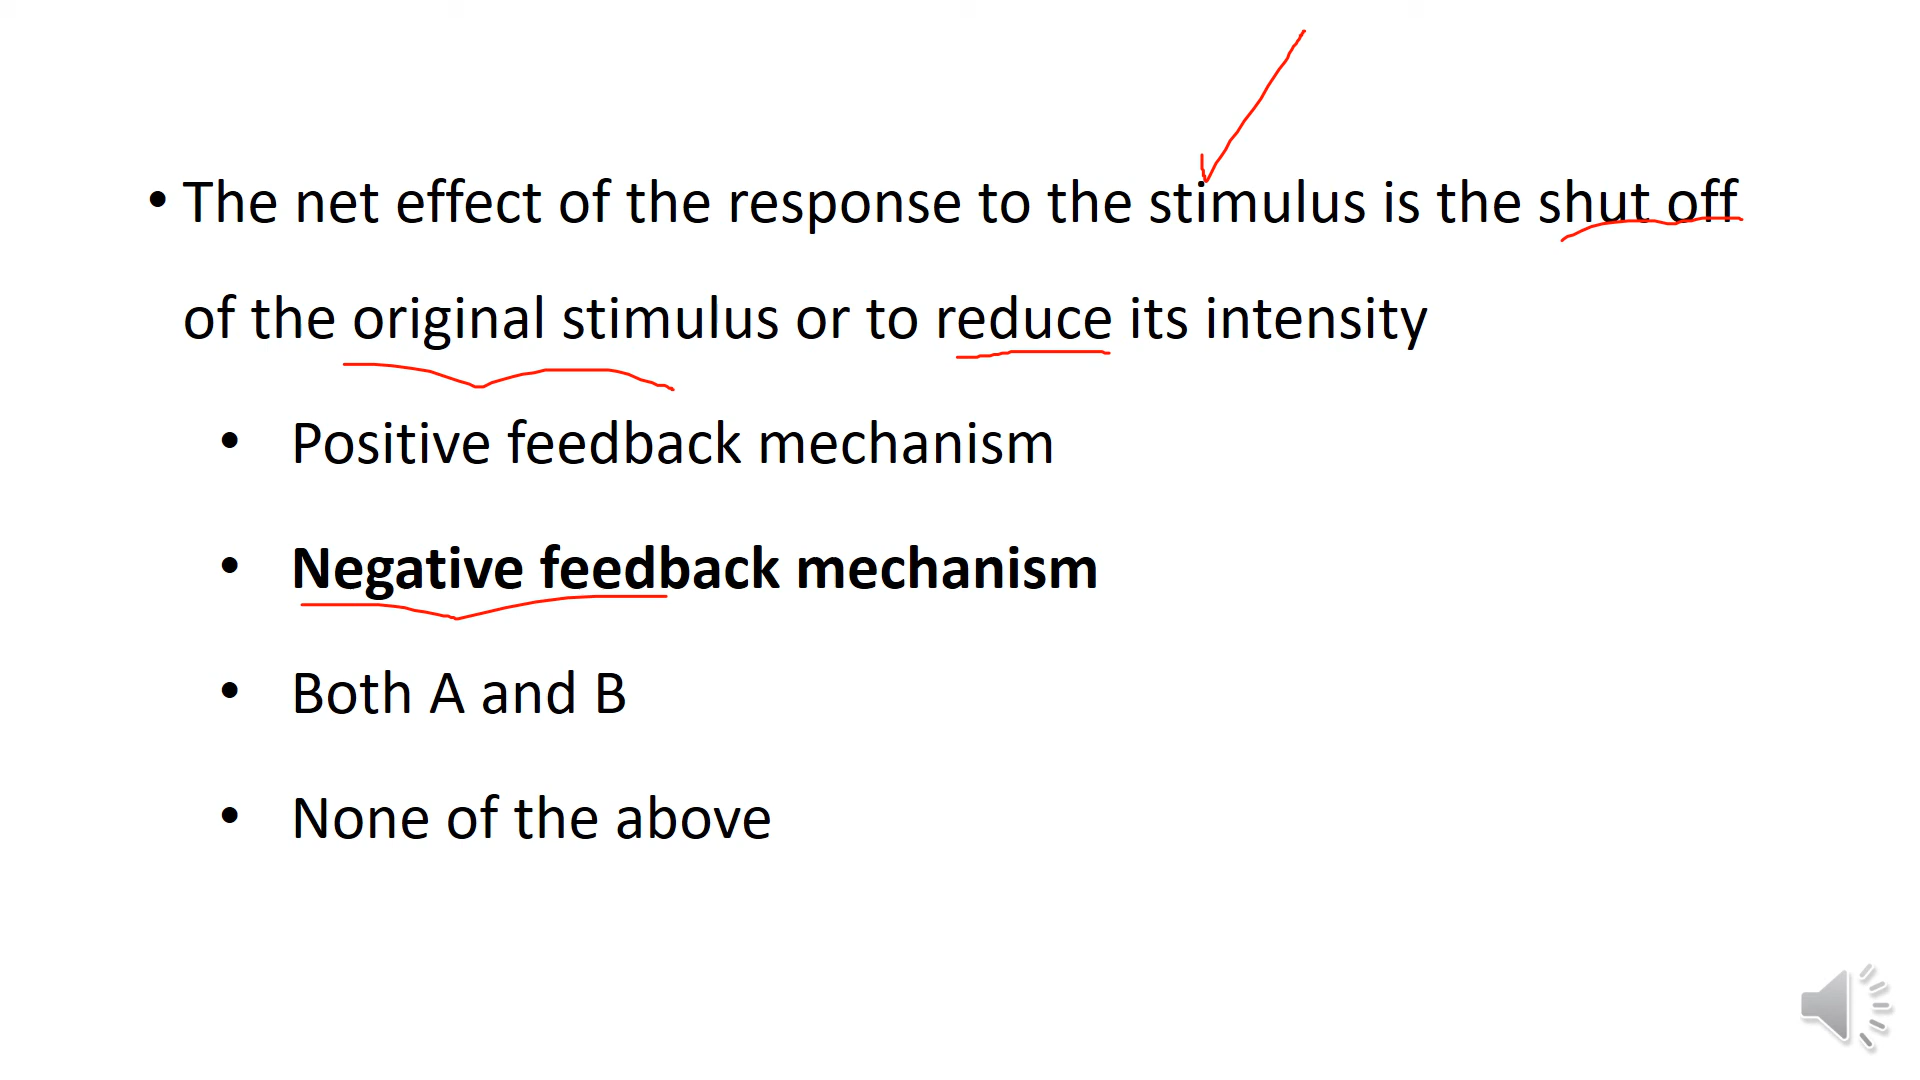 • The net effect of the response to the stimulus is the shut off
of the original stimulus or to reduce its intensity
• Positive feedback mechanism
• Negative feedback mechanism
• Both A and B
• None of the above